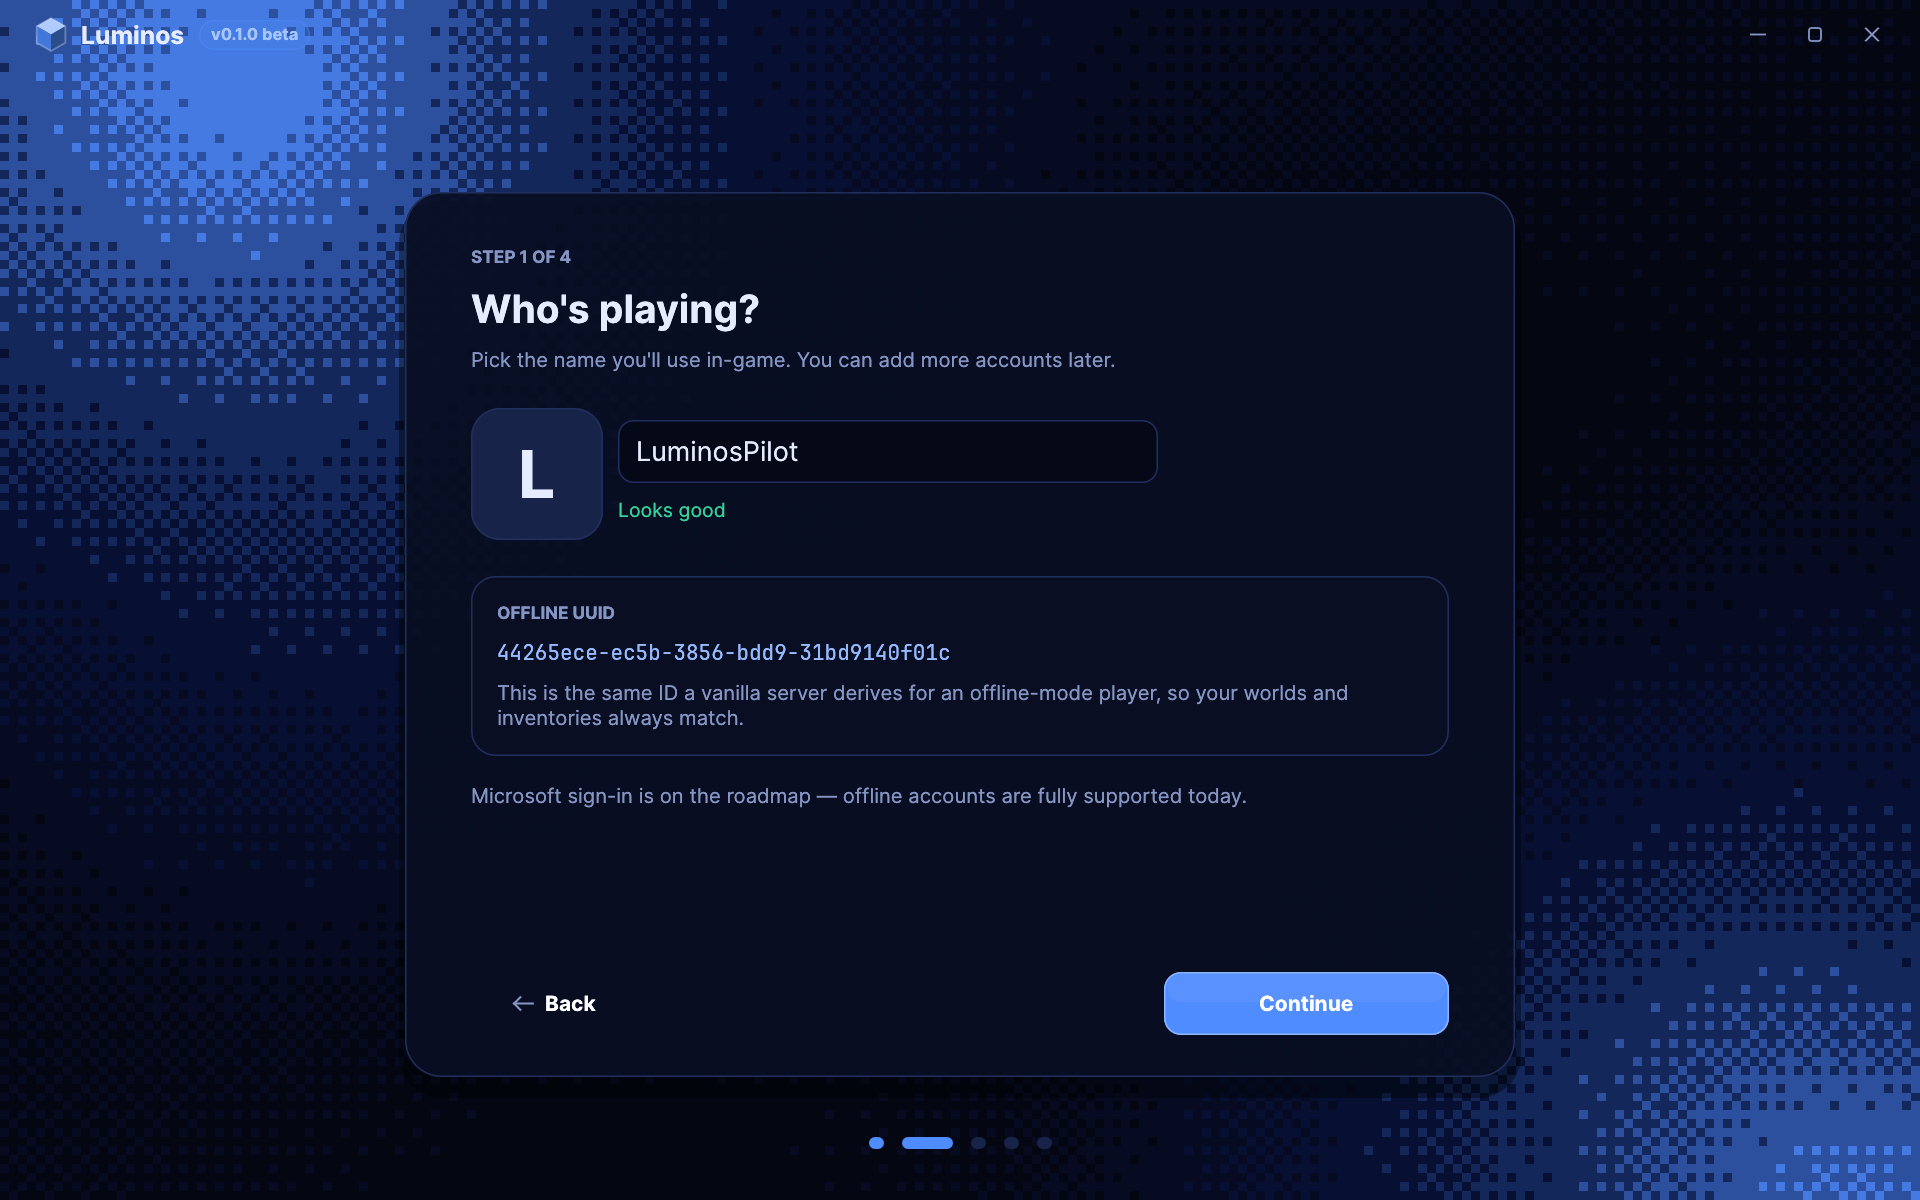 Luminos v0.1.0 beta
STEP 1 OF 4
Who's playing?
Pick the name you'll use in-game. You can add more accounts later.
L
LuminosPilot
Looks good
OFFLINE UUID
44265ece-ec5b-3856-bdd9-31bd9140f01c
This is the same ID a vanilla server derives for an offline-mode player, so your worlds and
inventories always match.
Microsoft sign-in is on the roadmap — offline accounts are fully supported today.
Back
Continue